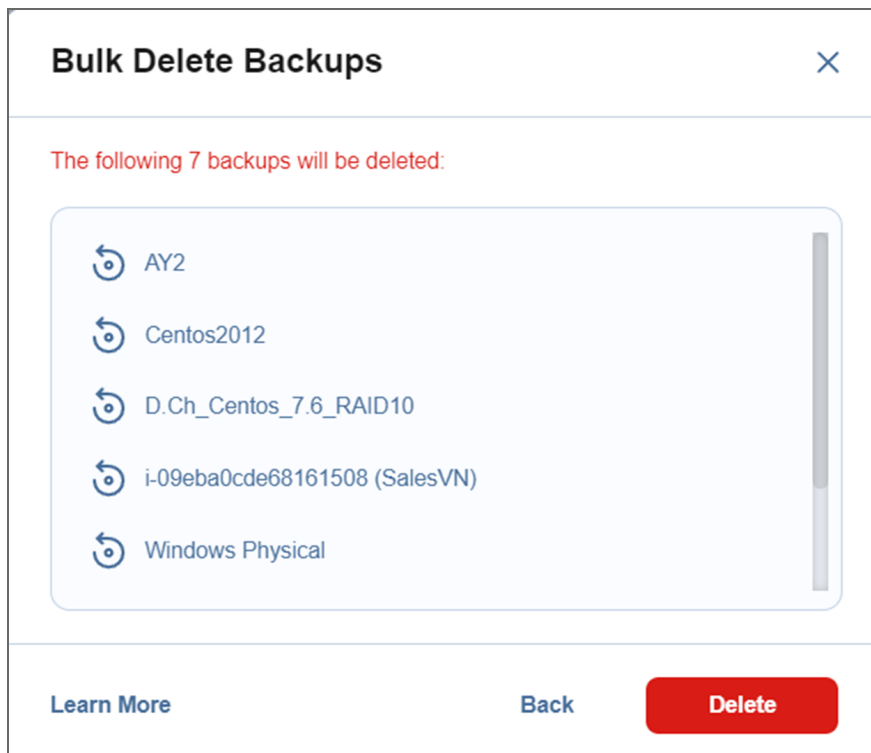 Bulk Delete Backups
The following 7 backups will be deleted:
AY2
Centos2012
D.Ch_Centos_7.6_RAID10
i-09eba0cde68161508 (SalesVN)
Windows Physical
Learn More
Back
Delete